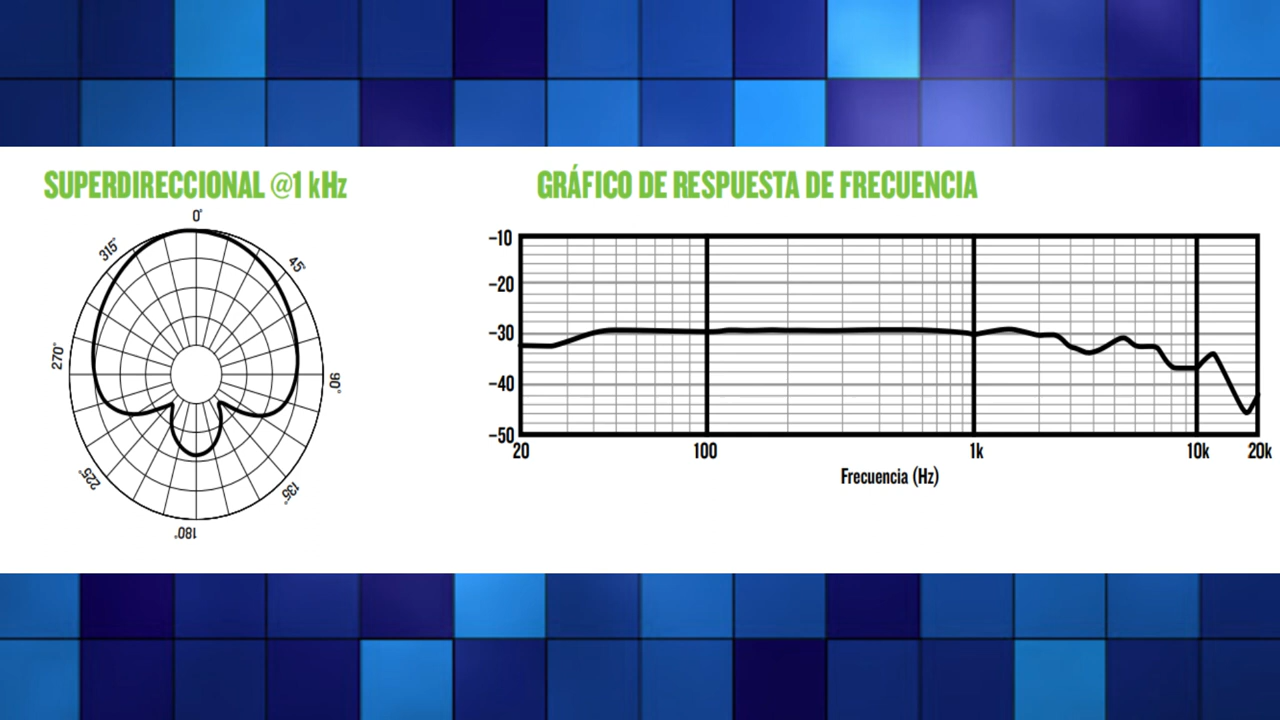 SUPERDIRECCIONAL @1 kHz
GRÁFICO DE RESPUESTA DE FRECUENCIA
0°
315°
45°
270°
90°
225°
135°
180°
−10
−20
−30
−40
−50
20
100
1k
10k
20k
Frecuencia (Hz)